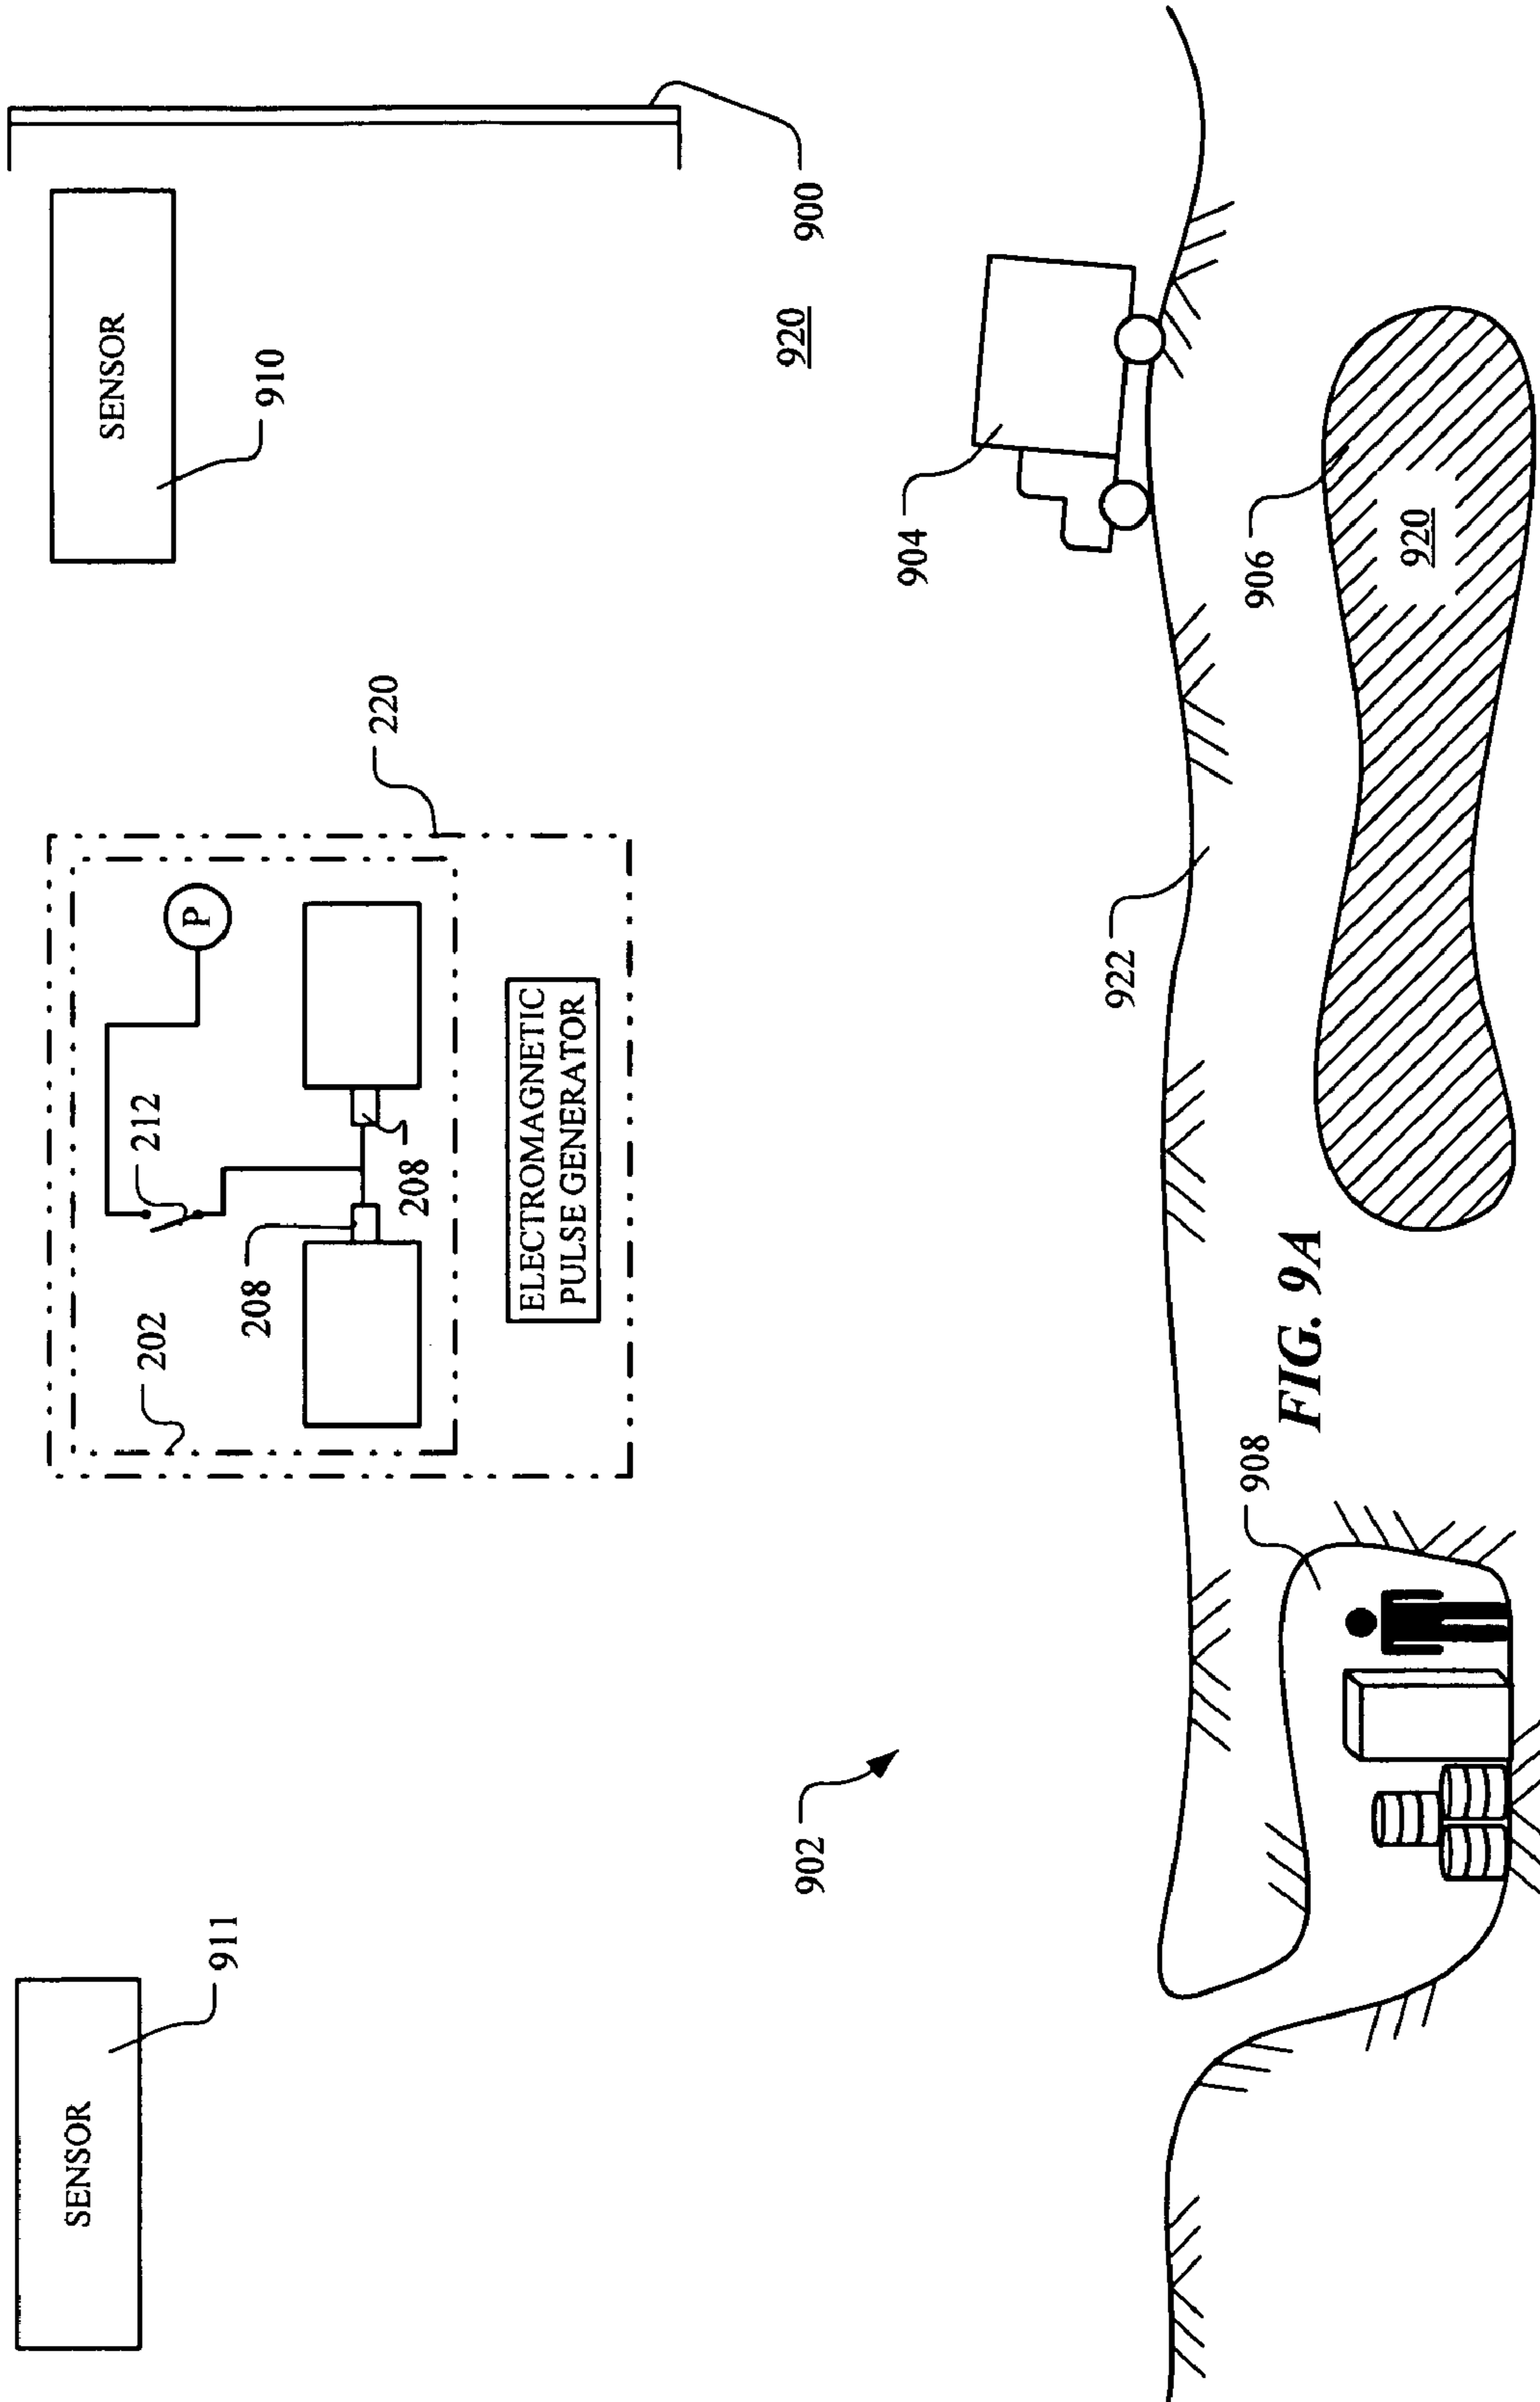 SENSOR
911
202
212
P
208
208
ELECTROMAGNETIC
PULSE GENERATOR
220
SENSOR
910
900
920
902
922
904
906
920
908
FIG. 9A